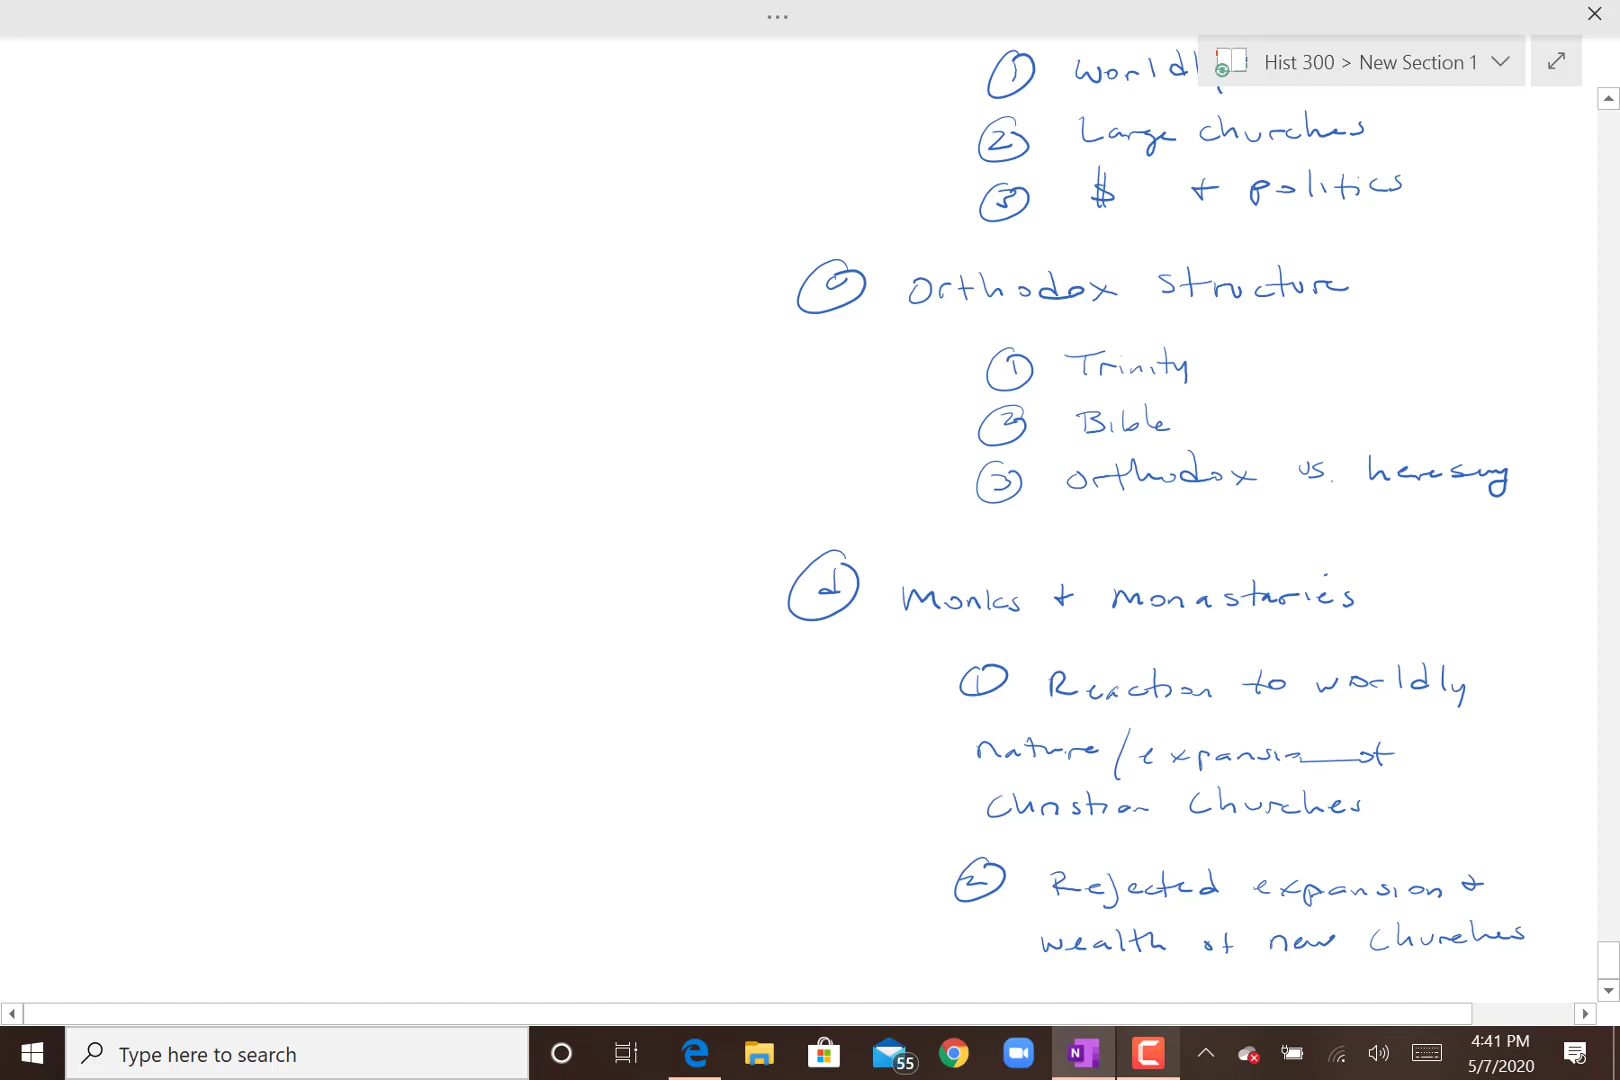 Hist 300 > New Section 1
① Worldly
② Large churches
③ $ + politics
ⓒ Orthodox structure
① Trinity
② Bible
③ Orthodox vs. heresy
ⓓ Monks + monastaries
① Reaction to worldly
nature/expansion of
Christian Churches
② Rejected expansion +
wealth of new Churches
Type here to search
55
4:41 PM
5/7/2020